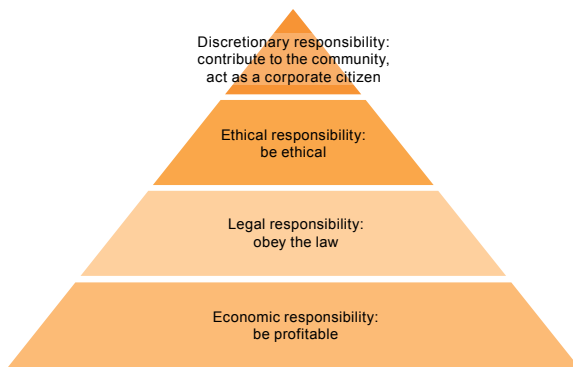 Discretionary responsibility:
contribute to the community,
act as a corporate citizen
Ethical responsibility:
be ethical
Legal responsibility:
obey the law
Economic responsibility:
be profitable